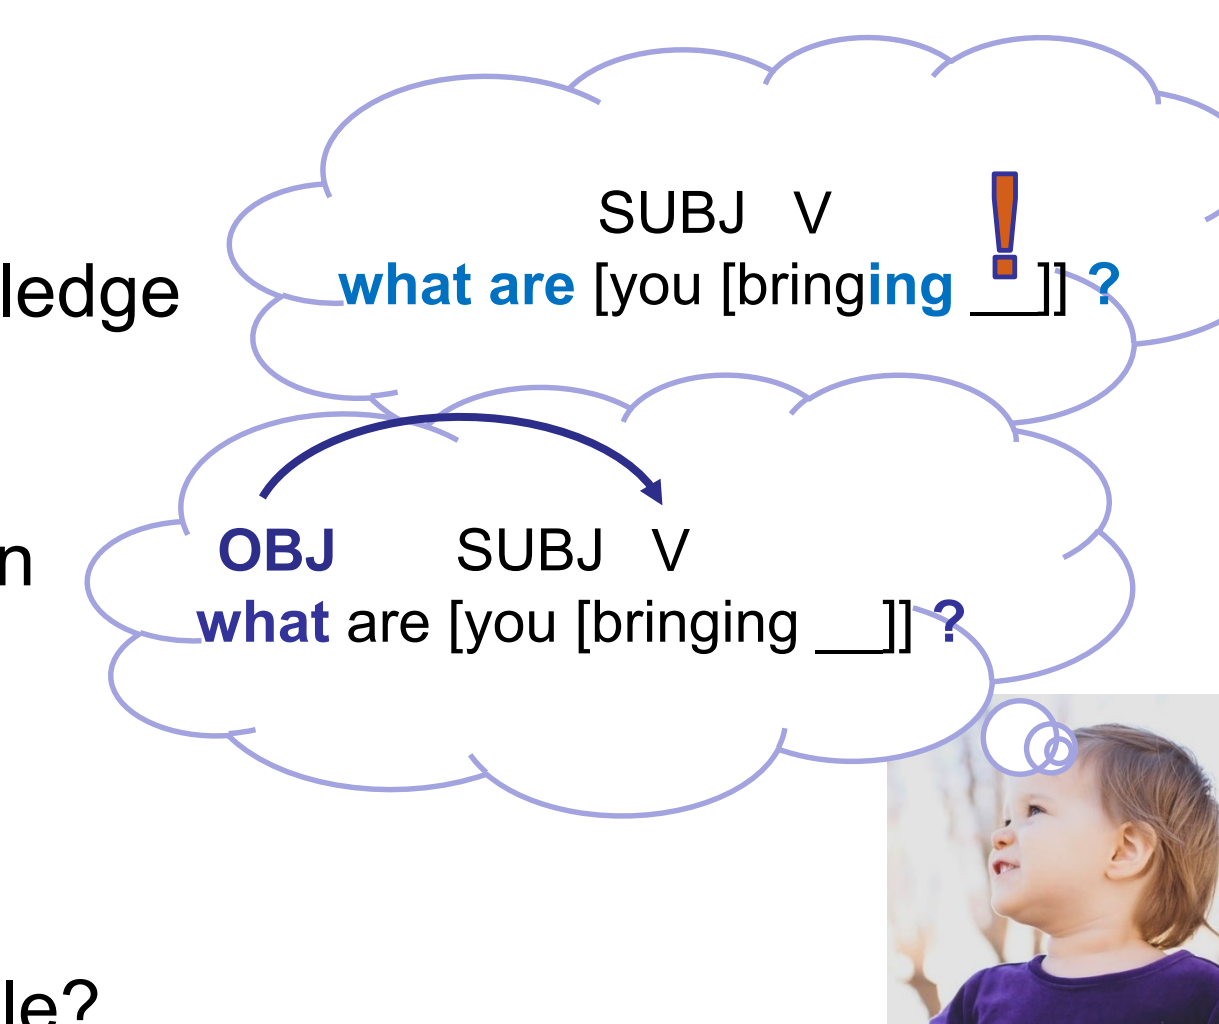 SUBJ V !
ledge what are [you [bringing __]] ?
OBJ SUBJ V
n what are [you [bringing __]] ?
le?